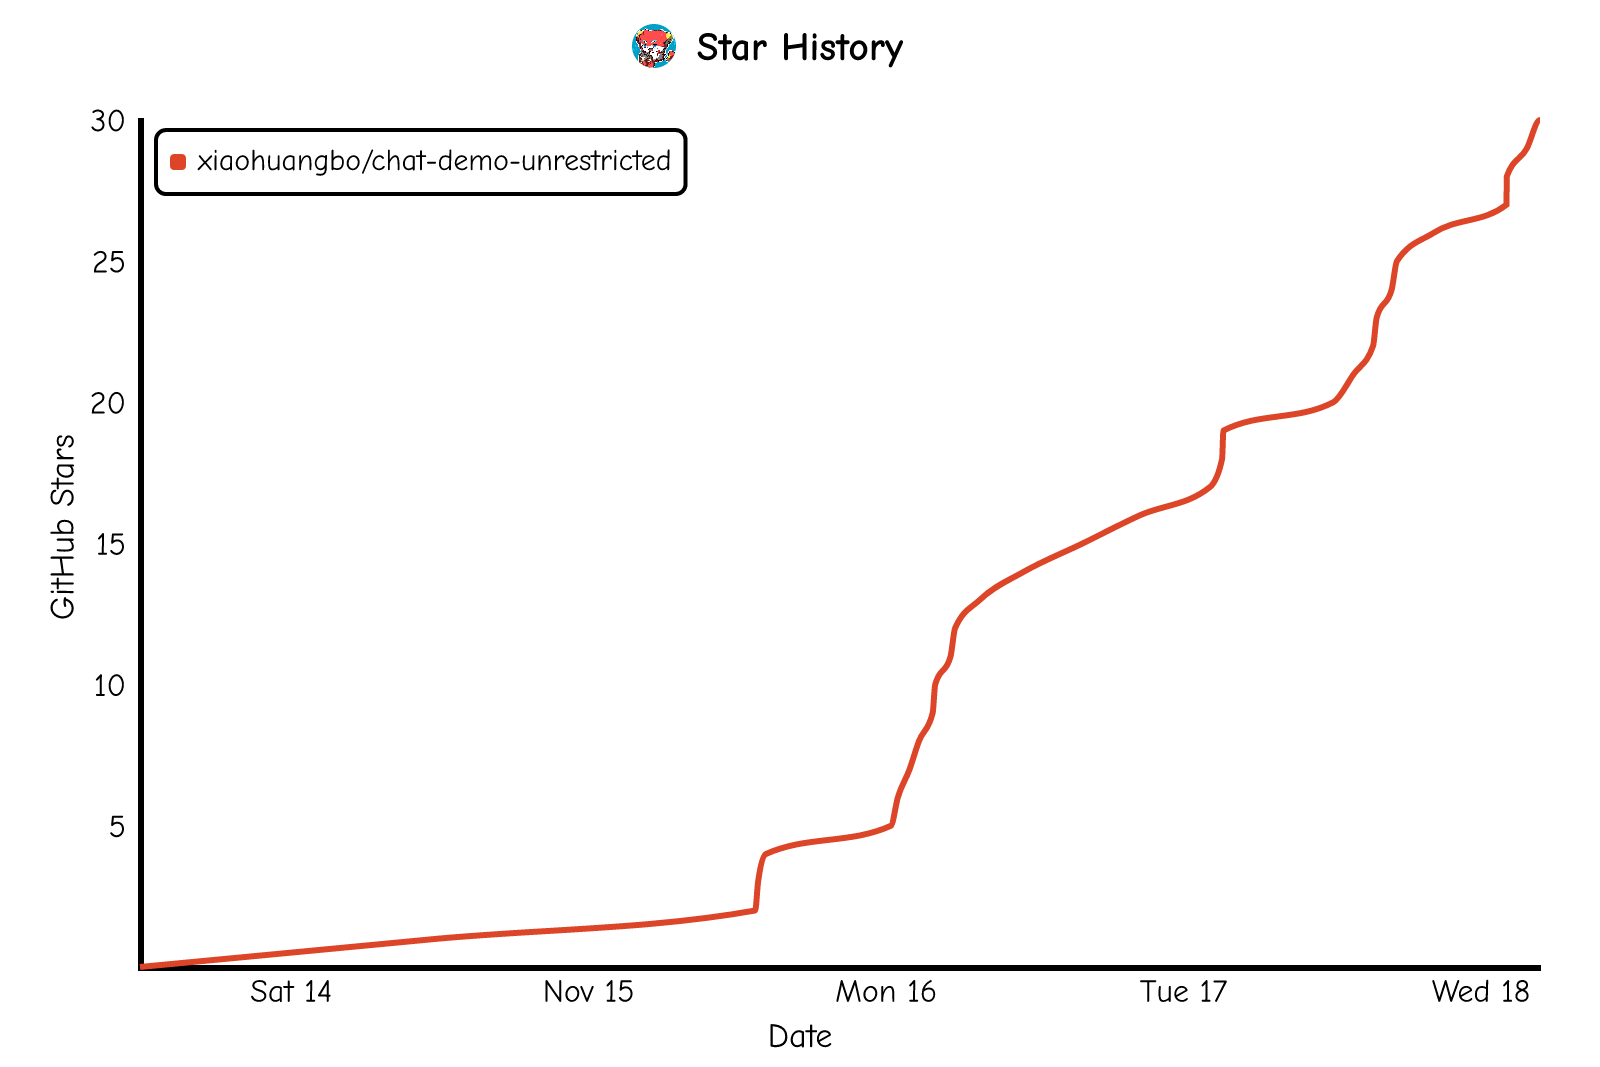 Star History
xiaohuangbo/chat-demo-unrestricted
30
25
20
15
10
5
GitHub Stars
Sat 14
Nov 15
Mon 16
Tue 17
Wed 18
Date